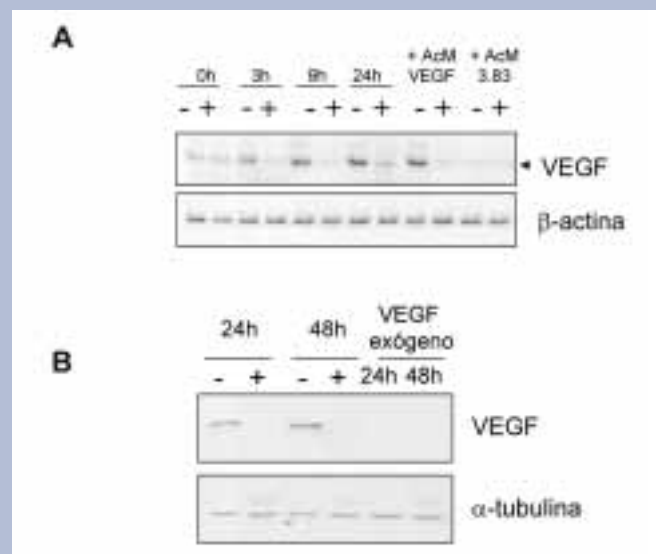 A
+ AcM + AcM
0h 3h 9h 24h VEGF 3.83
- + - + - + - + - + - +
VEGF
β-actina
B
24h 48h VEGF
exógeno
- + - + 24h 48h
VEGF
α-tubulina